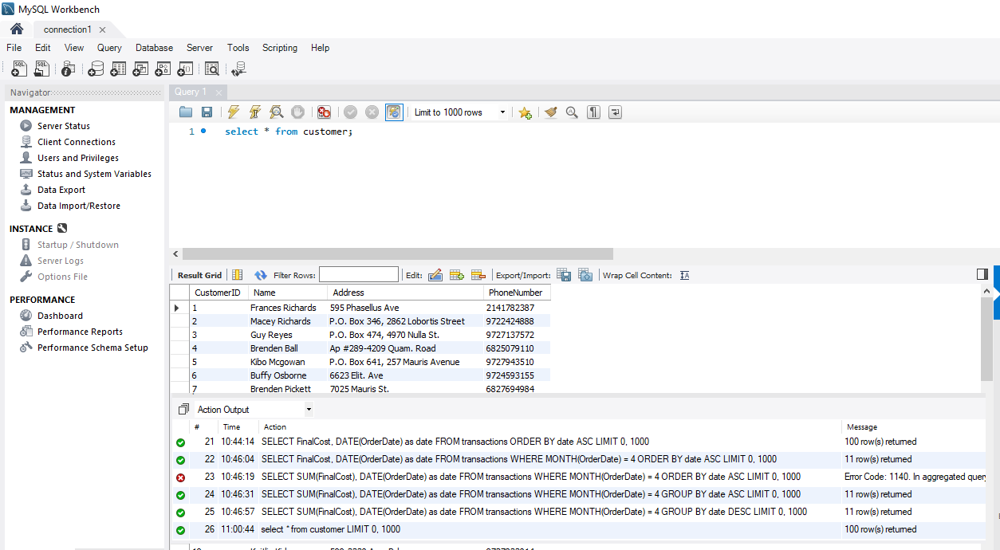 MySQL Workbench
connection1
File Edit View Query Database Server Tools Scripting Help
Navigator
MANAGEMENT
Server Status
Client Connections
Users and Privileges
Status and System Variables
Data Export
Data Import/Restore
INSTANCE
Startup / Shutdown
Server Logs
Options File
PERFORMANCE
Dashboard
Performance Reports
Performance Schema Setup
Query 1
Limit to 1000 rows
1 select * from customer;
Result Grid Filter Rows: Edit: Export/Import: Wrap Cell Content:
CustomerID Name Address PhoneNumber
1 Frances Richards 595 Phasellus Ave 2141782387
2 Macey Richards P.O. Box 346, 2862 Lobortis Street 9722424888
3 Guy Reyes P.O. Box 474, 4970 Nulla St. 9727137572
4 Brenden Ball Ap #289-4209 Quam. Road 6825079110
5 Kibo Mcgowan P.O. Box 641, 257 Mauris Avenue 9727943510
6 Buffy Osborne 6623 Elit. Ave 9724593155
7 Brenden Pickett 7025 Mauris St. 6827694984
Action Output
# Time Action Message
21 10:44:14 SELECT FinalCost, DATE(OrderDate) as date FROM transactions ORDER BY date ASC LIMIT 0, 1000 100 row(s) returned
22 10:46:04 SELECT FinalCost, DATE(OrderDate) as date FROM transactions WHERE MONTH(OrderDate) = 4 ORDER BY date ASC LIMIT 0, 1000 11 row(s) returned
23 10:46:19 SELECT SUM(FinalCost), DATE(OrderDate) as date FROM transactions WHERE MONTH(OrderDate) = 4 ORDER BY date ASC LIMIT 0, 1000 Error Code: 1140. In aggregated query
24 10:46:31 SELECT SUM(FinalCost), DATE(OrderDate) as date FROM transactions WHERE MONTH(OrderDate) = 4 GROUP BY date ASC LIMIT 0, 1000 11 row(s) returned
25 10:46:57 SELECT SUM(FinalCost), DATE(OrderDate) as date FROM transactions WHERE MONTH(OrderDate) = 4 GROUP BY date DESC LIMIT 0, 1000 11 row(s) returned
26 11:00:44 select * from customer LIMIT 0, 1000 100 row(s) returned